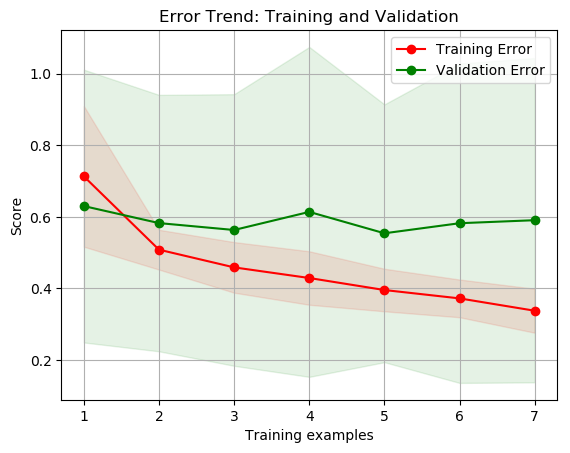 Error Trend: Training and Validation
Training Error
Validation Error
Score
1.0
0.8
0.6
0.4
0.2
1 2 3 4 5 6 7
Training examples